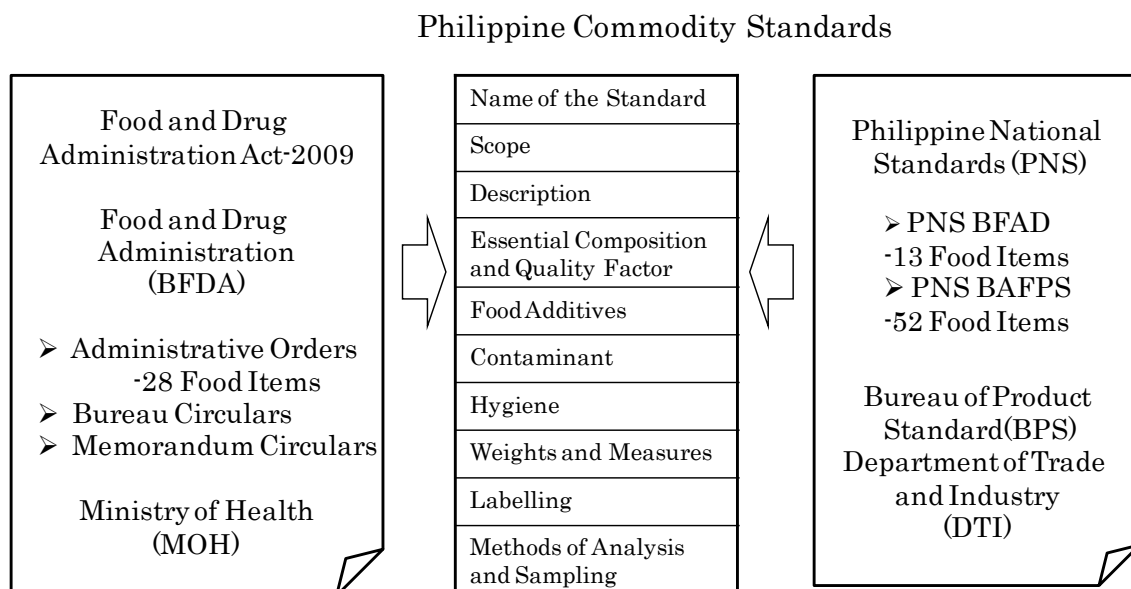 Philippine Commodity Standards
Food and Drug
Administration Act-2009
Food and Drug
Administration
(BFDA)
➢ Administrative Orders
-28 Food Items
➢ Bureau Circulars
➢ Memorandum Circulars
Ministry of Health
(MOH)
Name of the Standard
Scope
Description
Essential Composition
and Quality Factor
Food Additives
Contaminant
Hygiene
Weights and Measures
Labelling
Methods of Analysis
and Sampling
Philippine National
Standards (PNS)
➢ PNS BFAD
-13 Food Items
➢ PNS BAFPS
-52 Food Items
Bureau of Product
Standard(BPS)
Department of Trade
and Industry
(DTI)